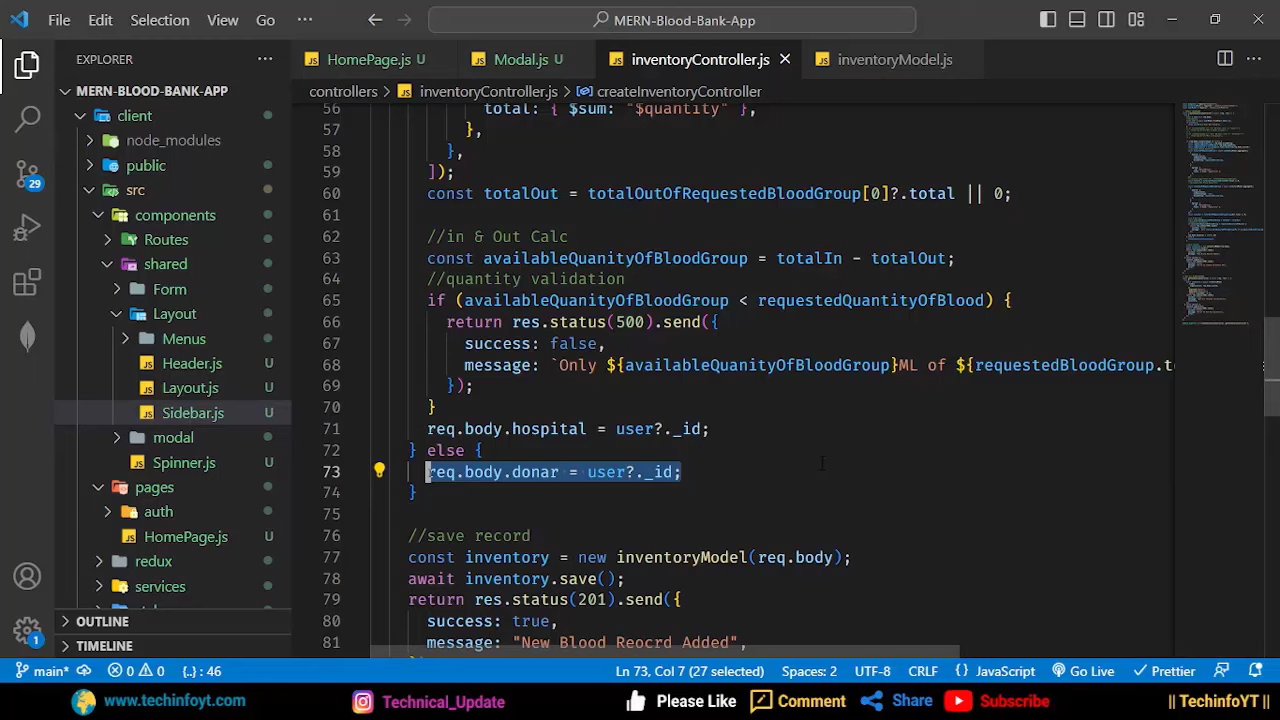 File Edit View Go ··· MERN-Blood-Bank-App
EXPLORER ···
HomePage.js U
Modal.js U
inventoryController.js
inventoryModel.js
MERN-BLOOD-BANK-APP
controllers > inventoryController.js > createInventoryController
client
node_modules
public
src
components
Routes
shared
Form
Layout
Menus
Header.js U
Layout.js U
Sidebar.js U
modal
Spinner.js U
pages
auth
HomePage.js U
redux
services
OUTLINE
TIMELINE
29
1
56 total: { $sum: "$quantity" },
57 },
58 },
59 ]);
60 const totalOut = totalOutOfRequestedBloodGroup[0]?.total || 0;
61
62 //in & Out Calc
63 const availableQuanityOfBloodGroup = totalIn - totalOut;
64 //quantity validation
65 if (availableQuanityOfBloodGroup < requestedQuantityOfBlood) {
66 return res.status(500).send({
67 success: false,
68 message: `Only ${availableQuanityOfBloodGroup}ML of ${requestedBloodGroup.to
69 });
70 }
71 req.body.hospital = user?._id;
72 } else {
73 req.body.donar = user?._id;
74 }
75
76 //save record
77 const inventory = new inventoryModel(req.body);
78 await inventory.save();
79 return res.status(201).send({
80 success: true,
81 message: "New Blood Reocrd Added",
main* 0 0 {..} : 46 Ln 73, Col 7 (27 selected) Spaces: 2 UTF-8 CRLF {} JavaScript Go Live Prettier
www.techinfoyt.com Technical_Update Please Like Comment Share Subscribe || TechinfoYT ||